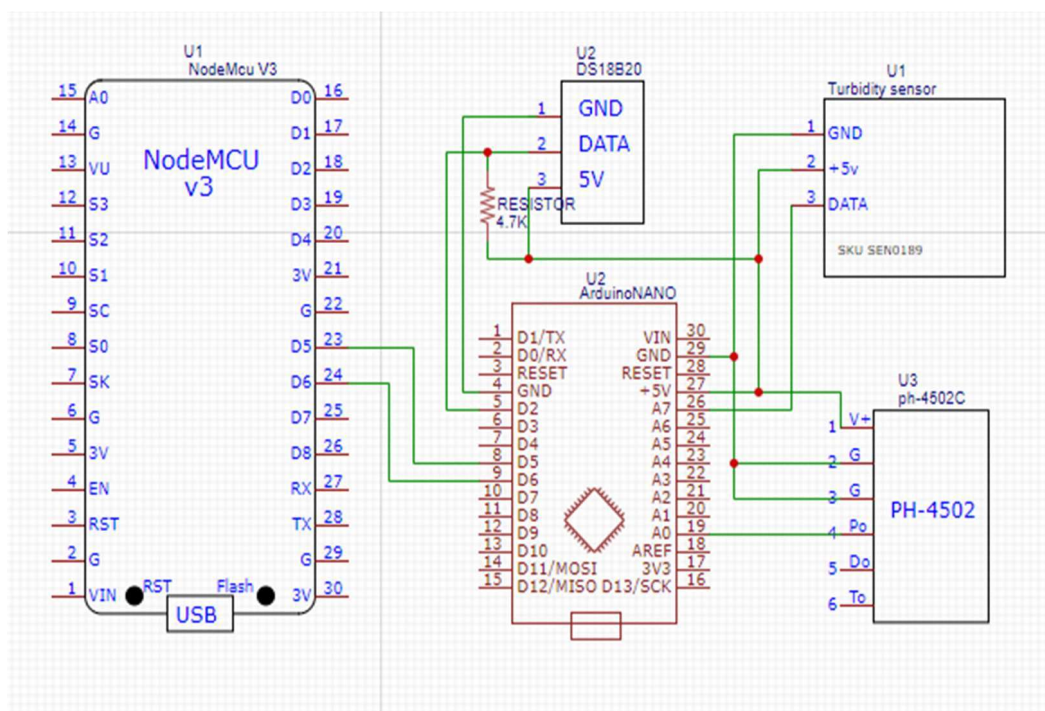 U1
NodeMcu V3
15 A0 D0 16
14 G D1 17
13 VU D2 18
12 S3 D3 19
11 S2 D4 20
10 S1 3V 21
9 SC G 22
8 S0 D5 23
7 SK D6 24
6 G D7 25
5 3V D8 26
4 EN RX 27
3 RST TX 28
2 G G 29
1 VIN 3V 30
NodeMCU
v3
RST Flash
USB
U2
DS18B20
1 GND
2 DATA
3 5V
RESISTOR
4.7K
U1
Turbidity sensor
1 GND
2 +5v
3 DATA
SKU SEN0189
U2
ArduinoNANO
1 D1/TX VIN 30
2 D0/RX GND 29
3 RESET RESET 28
4 GND +5V 27
5 D2 A7 26
6 D3 A6 25
7 D4 A5 24
8 D5 A4 23
9 D6 A3 22
10 D7 A2 21
11 D8 A1 20
12 D9 A0 19
13 D10 AREF 18
14 D11/MOSI 3V3 17
15 D12/MISO D13/SCK 16
U3
ph-4502C
1 V+
2 G
3 G
4 Po
5 Do
6 To
PH-4502